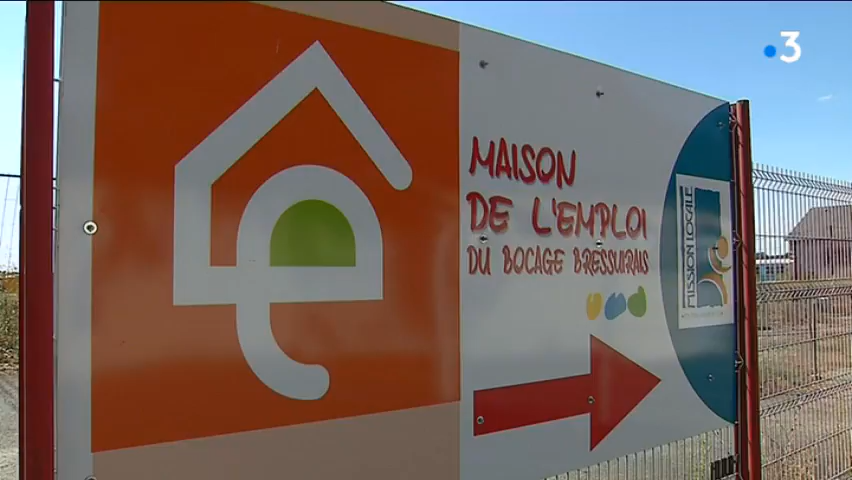 3
MAISON
DE L'EMPLOI
DU BOCAGE BRESSUIRAIS
MISSION LOCALE